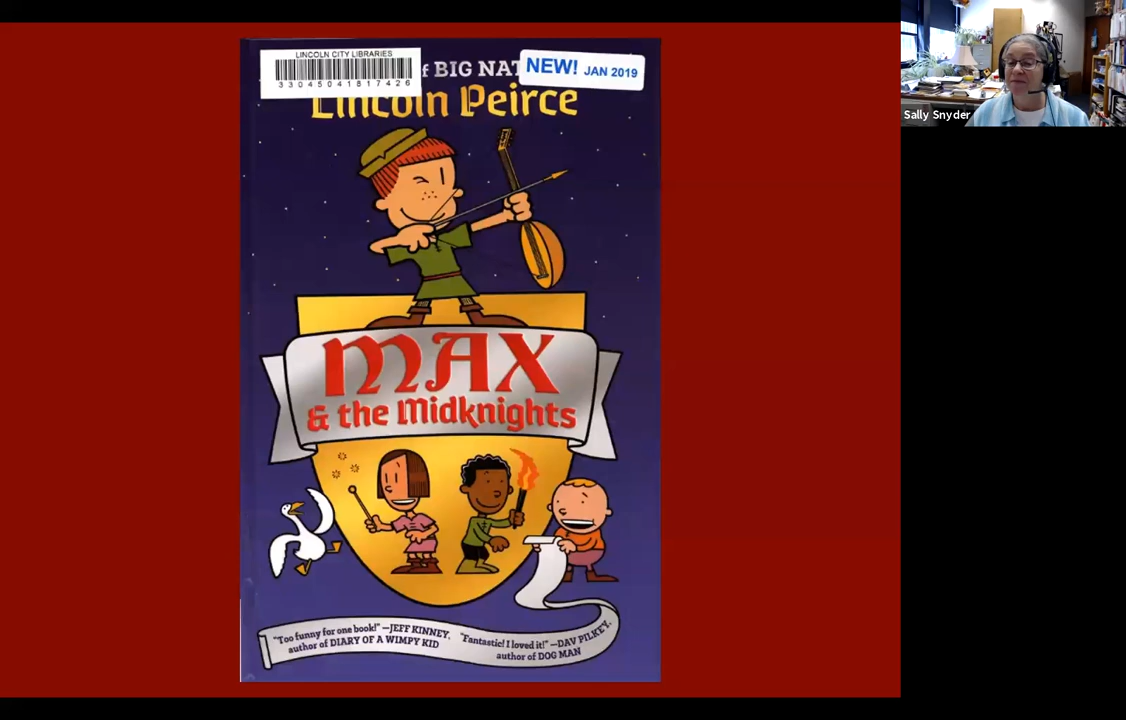 LINCOLN CITY LIBRARIES
33045041817426
NEW! JAN 2019
f BIG NAT
Lincoln Peirce
MAX
& the Midknights
"Too funny for one book!" —JEFF KINNEY,
author of DIARY OF A WIMPY KID
"Fantastic! I loved it!" —DAV PILKEY,
author of DOG MAN
Sally Snyder